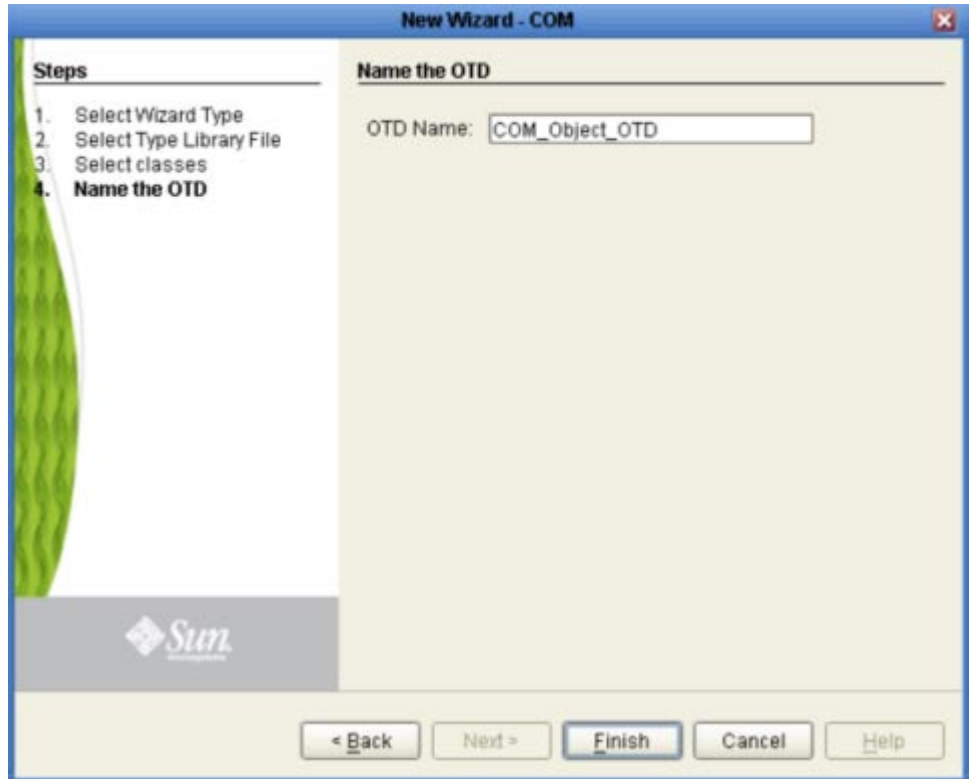 New Wizard - COM
Steps
1. Select Wizard Type
2. Select Type Library File
3. Select classes
4. Name the OTD
Name the OTD
OTD Name: COM_Object_OTD
Sun
< Back Next > Finish Cancel Help